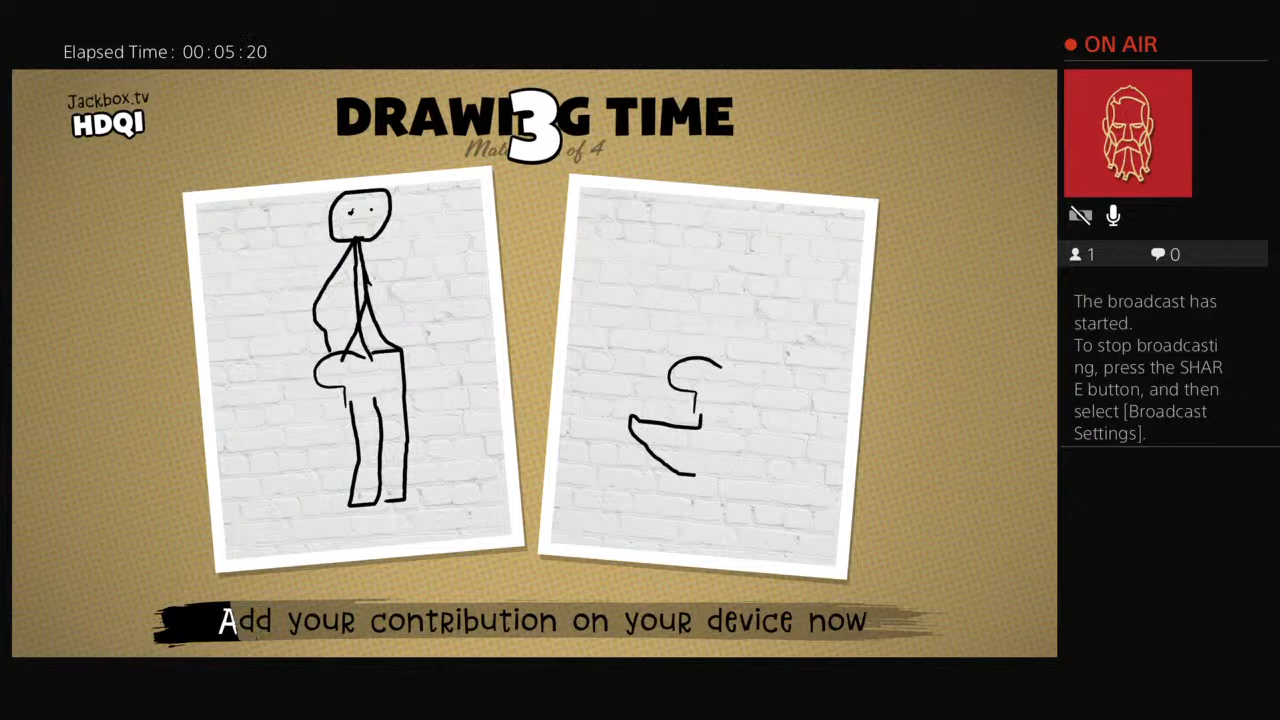 Elapsed Time: 00:05:20
ON AIR
Jackbox.tv
HDQI
DRAWI G TIME
3
of 4
1
0
The broadcast has
started.
To stop broadcasti
ng, press the SHAR
E button, and then
select [Broadcast
Settings].
Add your contribution on your device now